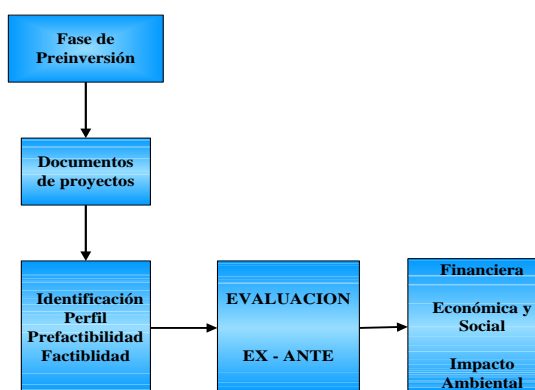 Fase de
Preinversión
Documentos
de proyectos
Identificación
Perfil
Prefactibilidad
Factiblidad
EVALUACION
EX - ANTE
Financiera
Económica y
Social
Impacto
Ambiental